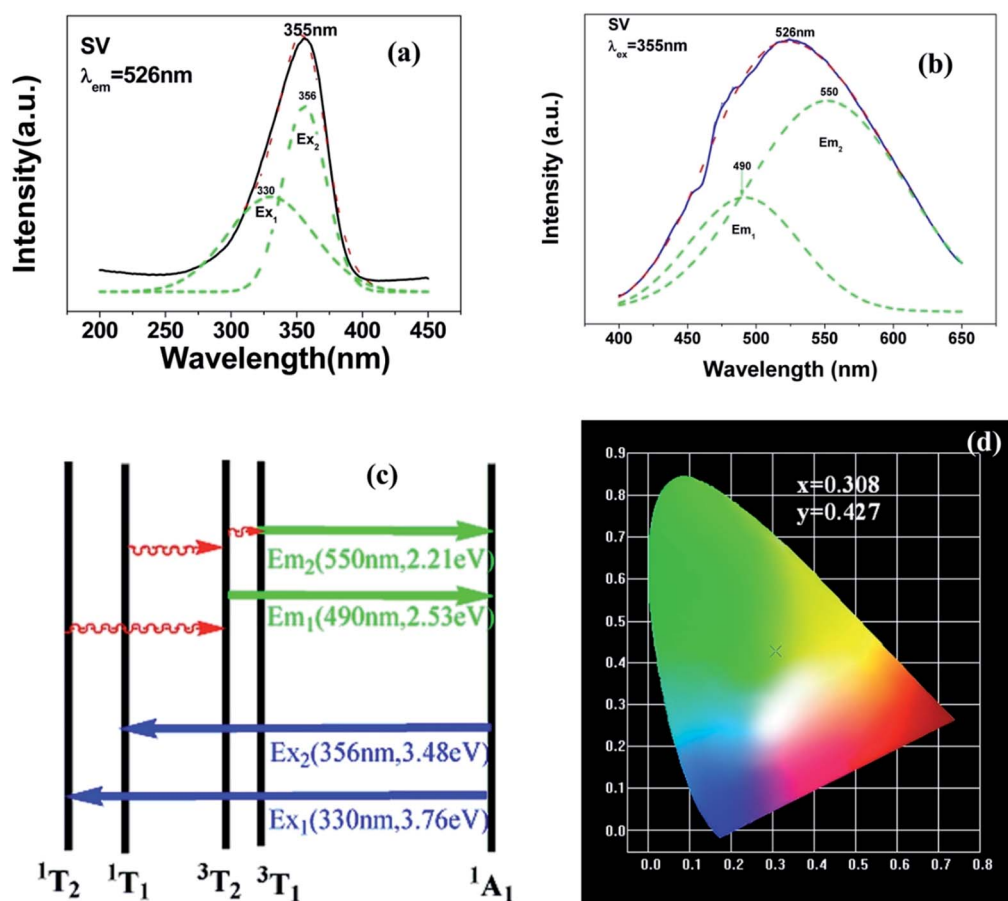 SV
λem=526nm
355nm
(a)
356
Ex2
330
Ex1
Intensity(a.u.)
200 250 300 350 400 450
Wavelength(nm)
SV
λex=355nm
526nm
(b)
550
Em2
490
Em1
Intensity (a.u.)
400 450 500 550 600 650
Wavelength (nm)
(c)
Em2(550nm,2.21eV)
Em1(490nm,2.53eV)
Ex2(356nm,3.48eV)
Ex1(330nm,3.76eV)
1T2 1T1 3T2 3T1 1A1
(d)
x=0.308
y=0.427
0.9
0.8
0.7
0.6
0.5
0.4
0.3
0.2
0.1
0.0
0.0 0.1 0.2 0.3 0.4 0.5 0.6 0.7 0.8